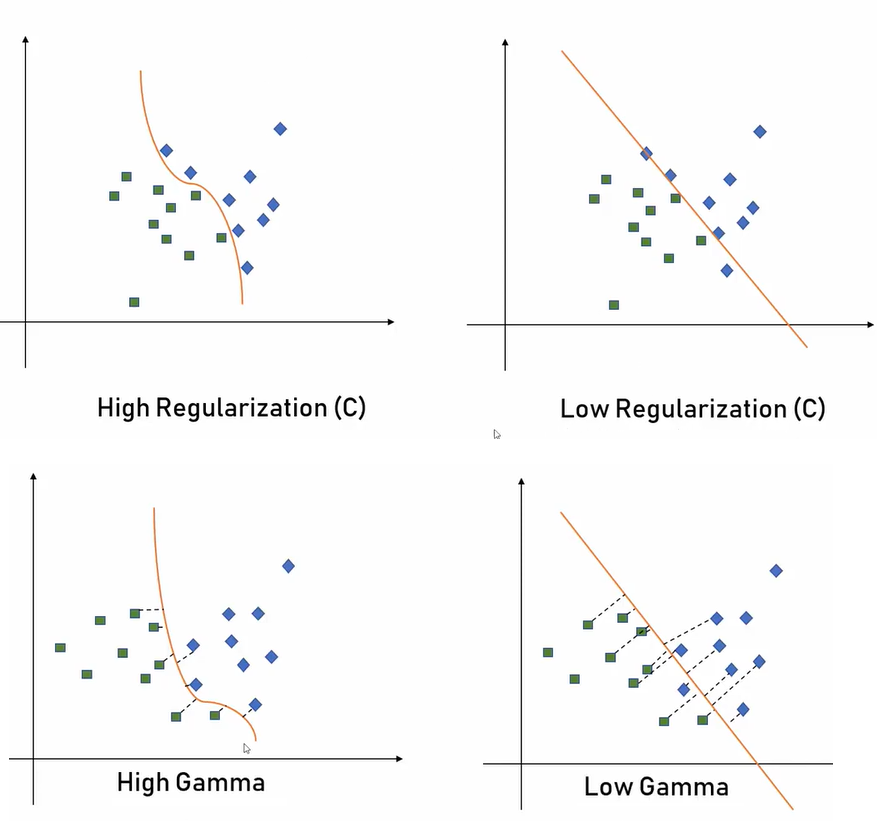 High Regularization (C)
Low Regularization (C)
High Gamma
Low Gamma